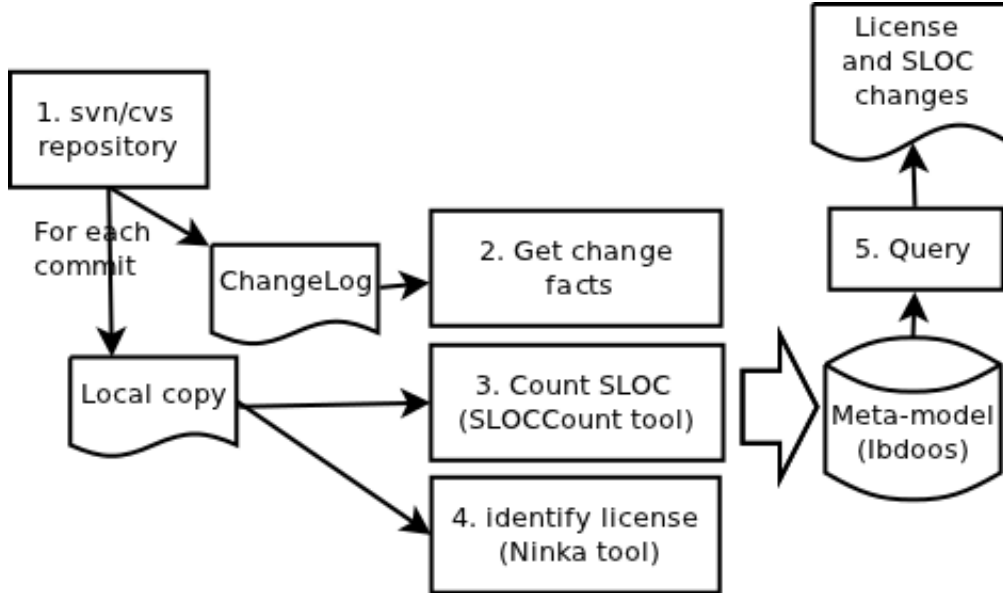 1. svn/cvs
repository
For each
commit
ChangeLog
Local copy
2. Get change
facts
3. Count SLOC
(SLOCCount tool)
4. identify license
(Ninka tool)
Meta-model
(lbdoos)
5. Query
License
and SLOC
changes